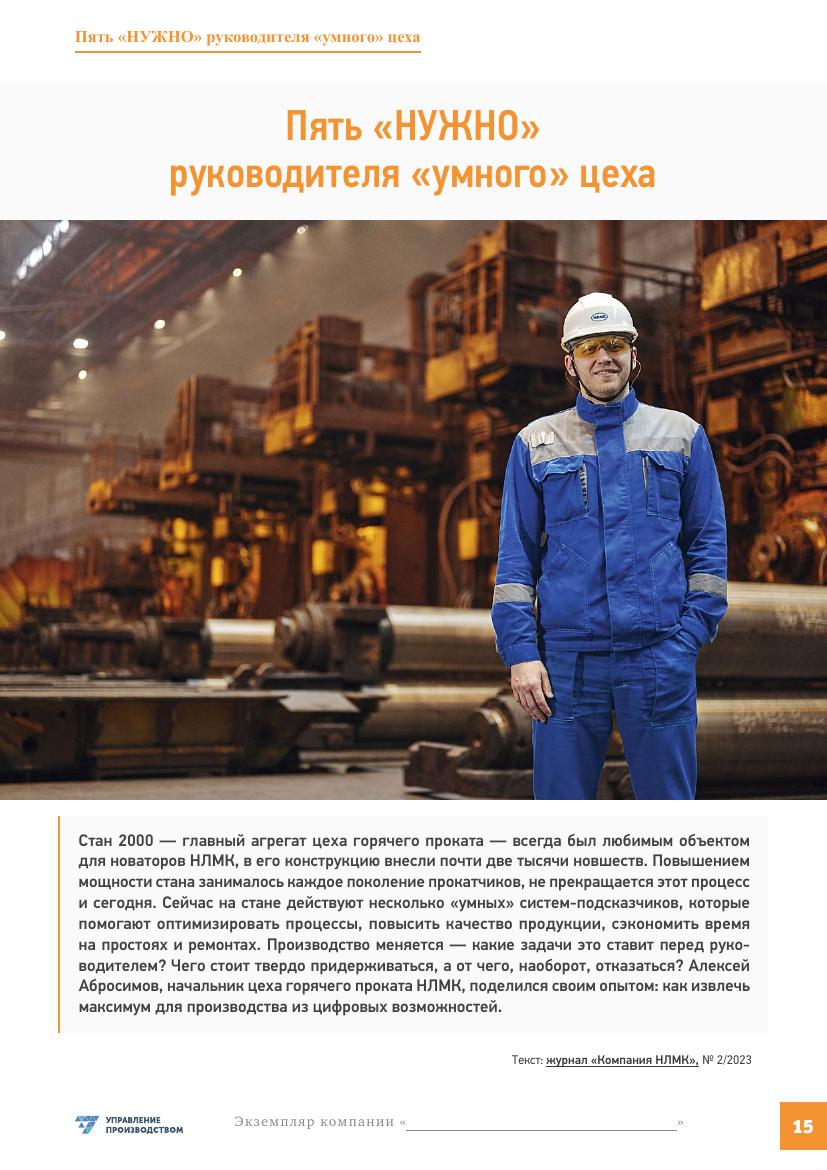 Пять «НУЖНО» руководителя «умного» цеха
Пять «НУЖНО»
руководителя «умного» цеха
Стан 2000 — главный агрегат цеха горячего проката — всегда был любимым объектом
для новаторов НЛМК, в его конструкцию внесли почти две тысячи новшеств. Повышением
мощности стана занималось каждое поколение прокатчиков, не прекращается этот процесс
и сегодня. Сейчас на стане действуют несколько «умных» систем-подсказчиков, которые
помогают оптимизировать процессы, повысить качество продукции, сэкономить время
на простоях и ремонтах. Производство меняется — какие задачи это ставит перед руко-
водителем? Чего стоит твердо придерживаться, а от чего, наоборот, отказаться? Алексей
Абросимов, начальник цеха горячего проката НЛМК, поделился своим опытом: как извлечь
максимум для производства из цифровых возможностей.
Текст: журнал «Компания НЛМК», № 2/2023
УПРАВЛЕНИЕ
ПРОИЗВОДСТВОМ
Экземпляр компании «_______________»
15